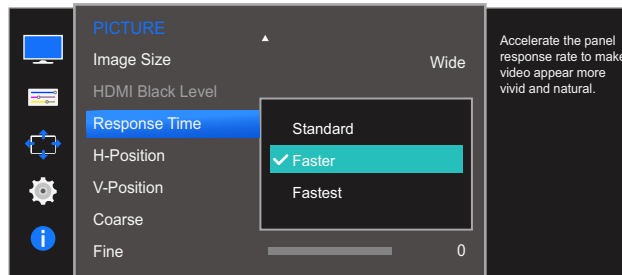 PICTURE
Image Size Wide
HDMI Black Level
Response Time
H-Position
V-Position
Coarse
Fine 0
Standard
Faster
Fastest
Accelerate the panel
response rate to make
video appear more
vivid and natural.